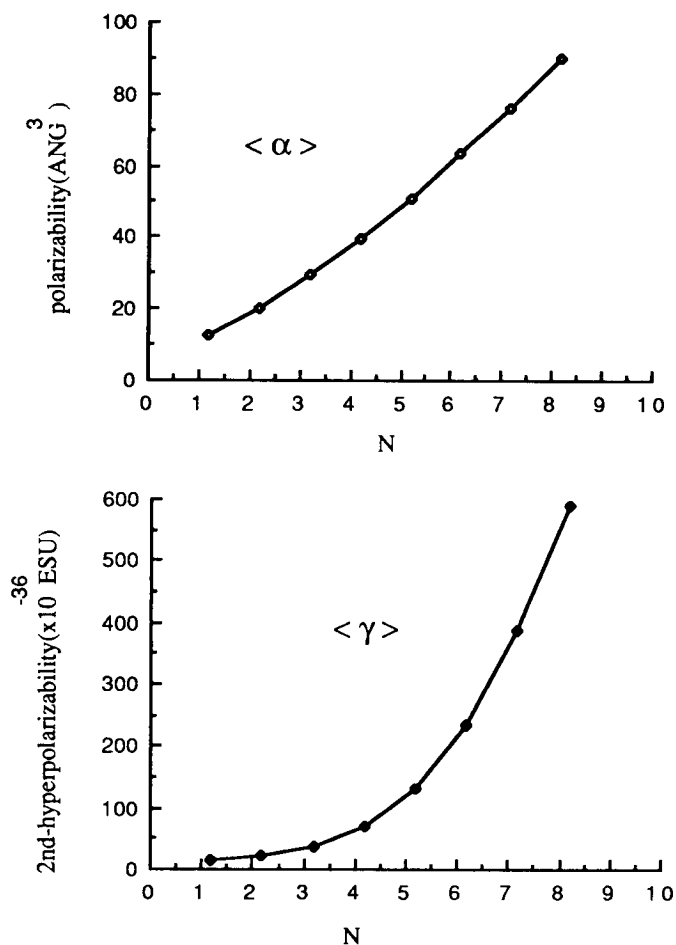 100
80
60
40
20
0
polarizability(ANG 3)
< α >
0 1 2 3 4 5 6 7 8 9 10
N
600
500
400
300
200
100
0
2nd-hyperpolarizability(x10 -36 ESU)
< γ >
0 1 2 3 4 5 6 7 8 9 10
N